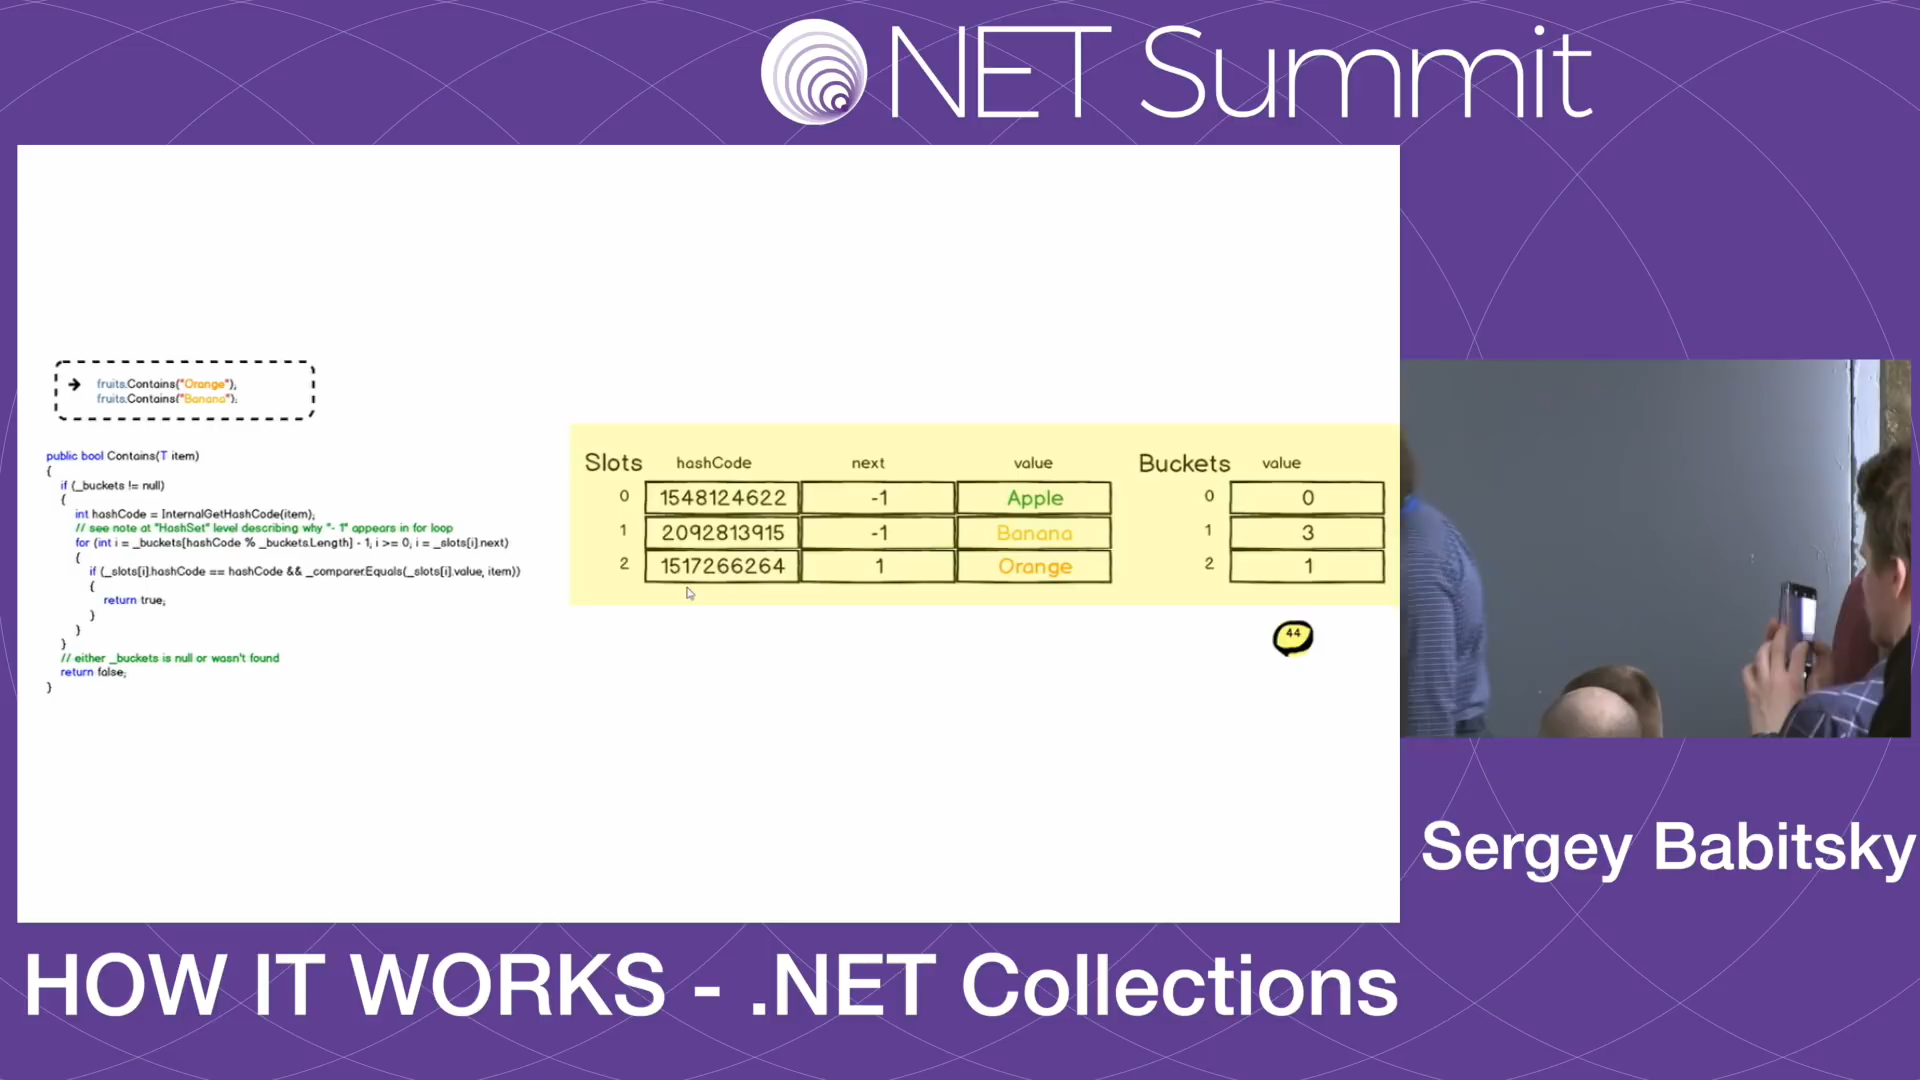 NET Summit
fruits.Contains("Orange");
fruits.Contains("Banana");
public bool Contains(T item)
{
if (_buckets != null)
{
int hashCode = InternalGetHashCode(item);
// see note at "HashSet" level describing why "- 1" appears in for loop
for (int i = _buckets[hashCode % _buckets.Length] - 1; i >= 0; i = _slots[i].next)
{
if (_slots[i].hashCode == hashCode && _comparer.Equals(_slots[i].value, item))
{
return true;
}
}
}
// either _buckets is null or wasn't found
return false;
}
Slots hashCode next value Buckets value
0 1548124622 -1 Apple 0 0
1 2092813915 -1 Banana 1 3
2 1517266264 1 Orange 2 1
44
Sergey Babitsky
HOW IT WORKS - .NET Collections